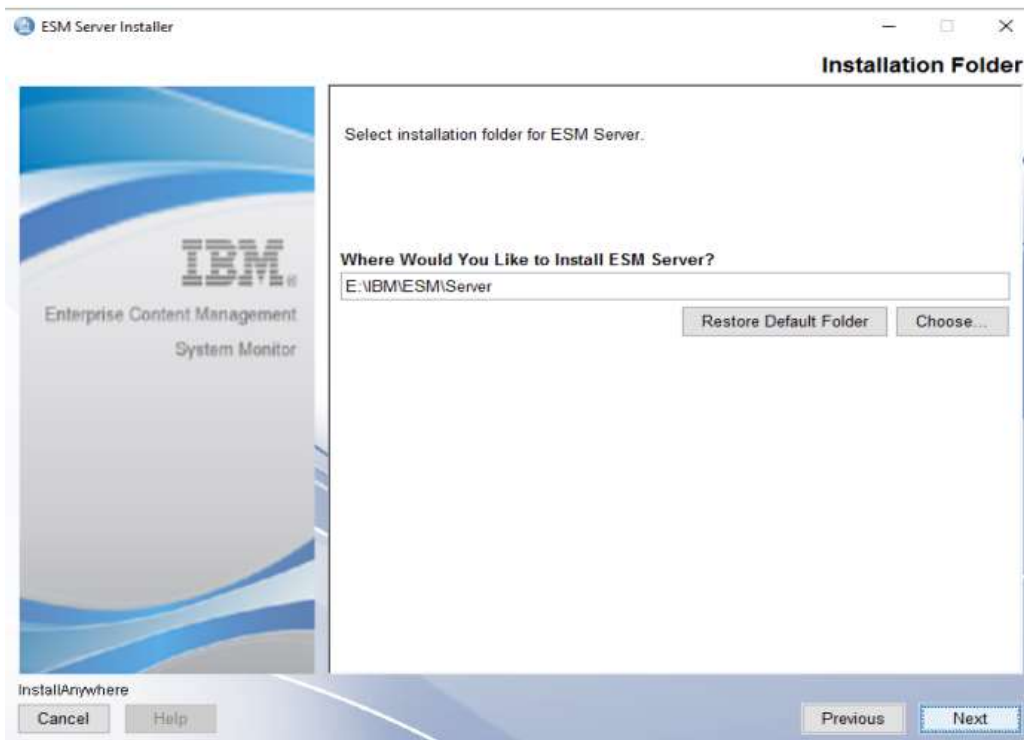 ESM Server Installer
Installation Folder
Select installation folder for ESM Server.
IBM®
Enterprise Content Management
System Monitor
Where Would You Like to Install ESM Server?
E:\IBM\ESM\Server
Restore Default Folder
Choose...
InstallAnywhere
Cancel
Help
Previous
Next